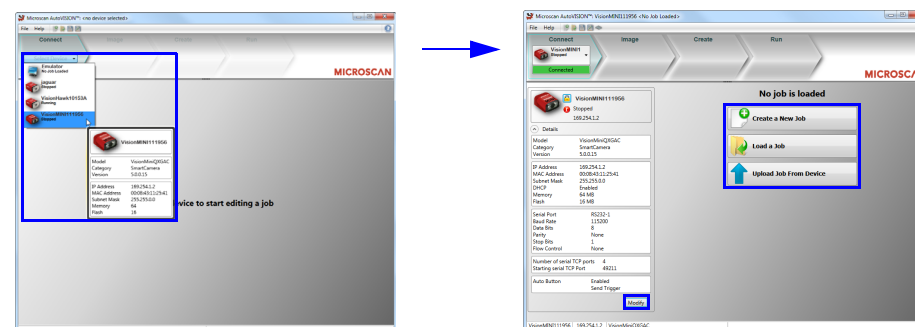 Microscan AutoVISION™: <no device selected>
File Help
Connect Image Create Run
MICROSCAN
Emulator
No Job Loaded
jaguar
Stopped
VisionHawk10153A
Running
VisionMINI111956
Stopped
VisionMINI111956
Model VisionMiniQXGAC
Category SmartCamera
Version 5.0.0.15
IP Address 169.254.1.2
MAC Address 00:0B:43:11:25:41
Subnet Mask 255.255.0.0
Memory 64
Flash 16
vice to start editing a job
Microscan AutoVISION™: VisionMINI111956 <No Job Loaded>
File Help
Connect Image Create Run
VisionMINI1
Stopped
Connected
MICROSCA
VisionMINI111956
Stopped
169.254.1.2
Details
Model VisionMiniQXGAC
Category SmartCamera
Version 5.0.0.15
IP Address 169.254.1.2
MAC Address 00:0B:43:11:25:41
Subnet Mask 255.255.0.0
DHCP Enabled
Memory 64 MB
Flash 16 MB
Serial Port RS232-1
Baud Rate 115200
Data Bits 8
Parity None
Stop Bits 1
Flow Control None
Number of serial TCP ports 4
Starting serial TCP Port 49211
Auto Button Enabled
Send Trigger
Modify
No job is loaded
Create a New Job
Load a Job
Upload Job From Device
VisionMINI111956 169.254.1.2 VisionMiniQXGAC